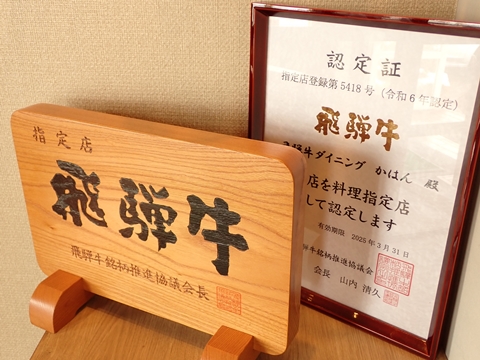 指定店
飛騨牛
飛騨牛銘柄推進協議会長
認定証
指定店登録第5418号(令和6年認定)
飛騨牛
飛騨牛ダイニング かはん 殿
店を料理指定店
して認定します
有効期限 2025年3月31日
騨牛銘柄推進協議会
会長 山内 清久